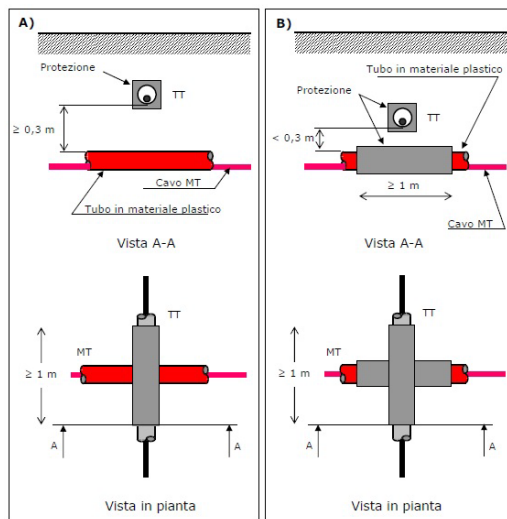 A)
Protezione
TT
≥ 0,3 m
Cavo MT
Tubo in materiale plastico
Vista A-A
TT
MT
≥ 1 m
A
A
Vista in pianta
B)
Tubo in materiale plastico
Protezione
TT
< 0,3 m
≥ 1 m
Cavo MT
Vista A-A
TT
MT
≥ 1 m
A
A
Vista in pianta